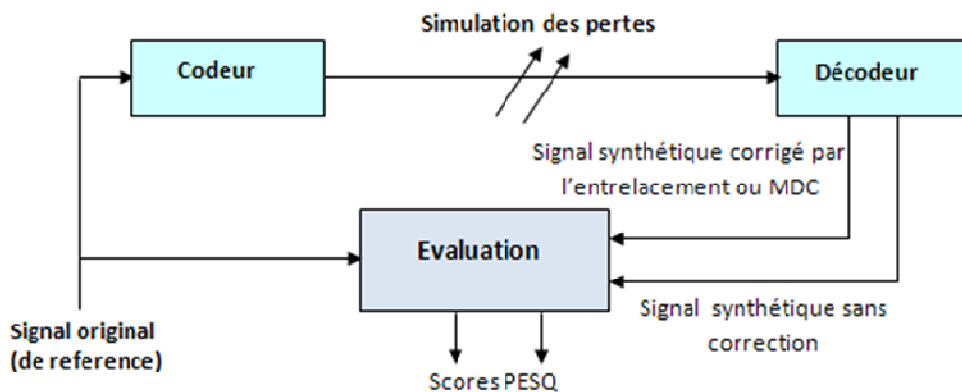 Simulation des pertes
Codeur
Décodeur
Signal synthétique corrigé par
l'entrelacement ou MDC
Evaluation
Signal synthétique sans
correction
Signal original
(de reference)
Scores PESQ